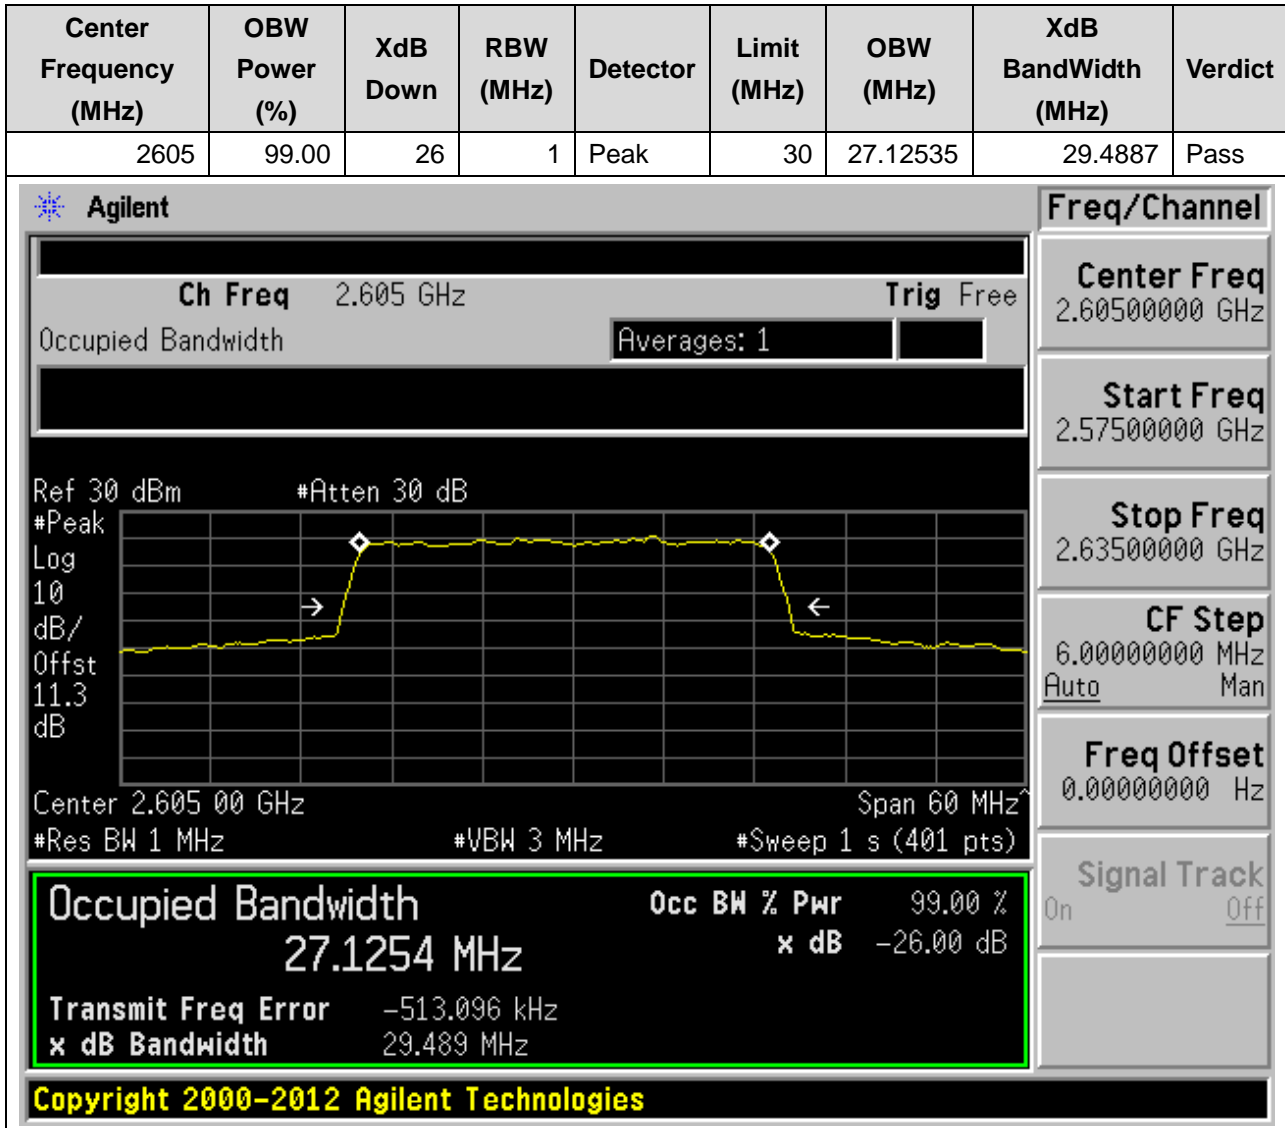 Center Frequency (MHz) OBW Power (%) XdB Down RBW (MHz) Detector Limit (MHz) OBW (MHz) XdB BandWidth (MHz) Verdict
2605 99.00 26 1 Peak 30 27.12535 29.4887 Pass
Agilent
Freq/Channel
Ch Freq 2.605 GHz Trig Free
Occupied Bandwidth Averages: 1
Center Freq
2.60500000 GHz
Start Freq
2.57500000 GHz
Stop Freq
2.63500000 GHz
CF Step
6.00000000 MHz
Auto Man
Freq Offset
0.00000000 Hz
Signal Track
On Off
Ref 30 dBm #Atten 30 dB
#Peak
Log
10
dB/
Offst
11.3
dB
Center 2.605 00 GHz Span 60 MHz^
#Res BW 1 MHz #VBW 3 MHz #Sweep 1 s (401 pts)
Occupied Bandwidth Occ BW % Pwr 99.00 %
27.1254 MHz x dB -26.00 dB
Transmit Freq Error -513.096 kHz
x dB Bandwidth 29.489 MHz
Copyright 2000-2012 Agilent Technologies